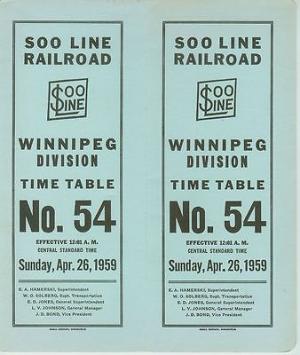 SOO LINE
RAILROAD
SOO
LINE
WINNIPEG
DIVISION
TIME TABLE
No. 54
EFFECTIVE 12:01 A. M.
CENTRAL STANDARD TIME
Sunday, Apr. 26, 1959
E. A. HAMERSKI, Superintendent
W. O. SOLBERG, Supt. Transportation
E. D. JONES, General Superintendent
L. V. JOHNSON, General Manager
J. D. BOND, Vice President
SOO LINE
RAILROAD
SOO
LINE
WINNIPEG
DIVISION
TIME TABLE
No. 54
EFFECTIVE 12:01 A. M.
CENTRAL STANDARD TIME
Sunday, Apr. 26, 1959
E. A. HAMERSKI, Superintendent
W. O. SOLBERG, Supt. Transportation
E. D. JONES, General Superintendent
L. V. JOHNSON, General Manager
J. D. BOND, Vice President